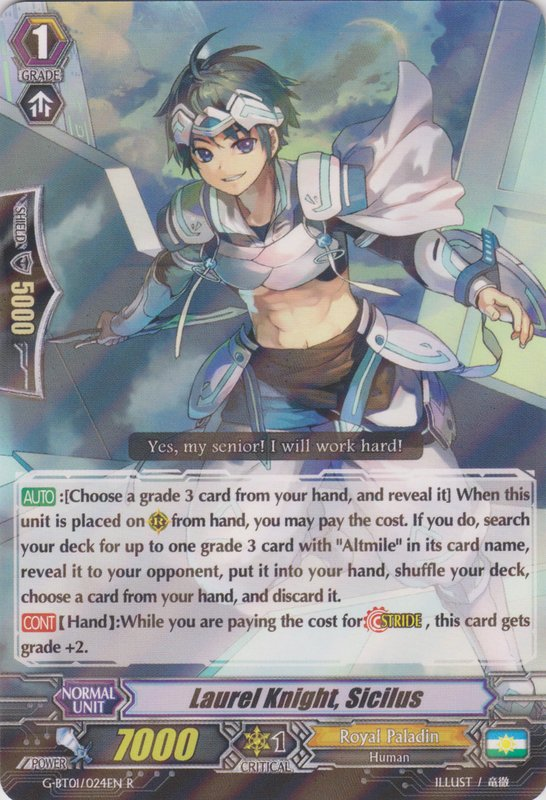 1
GRADE
SHIELD
5000
Yes, my senior! I will work hard!
AUTO :[Choose a grade 3 card from your hand, and reveal it] When this
unit is placed on R from hand, you may pay the cost. If you do, search
your deck for up to one grade 3 card with "Altmile" in its card name,
reveal it to your opponent, put it into your hand, shuffle your deck,
choose a card from your hand, and discard it.
CONT [Hand]:While you are paying the cost for STRIDE , this card gets
grade +2.
NORMAL
UNIT
Laurel Knight, Sicilus
POWER
7000
1
CRITICAL
Royal Paladin
Human
G-BT01/024EN R
ILLUST / 竜徹